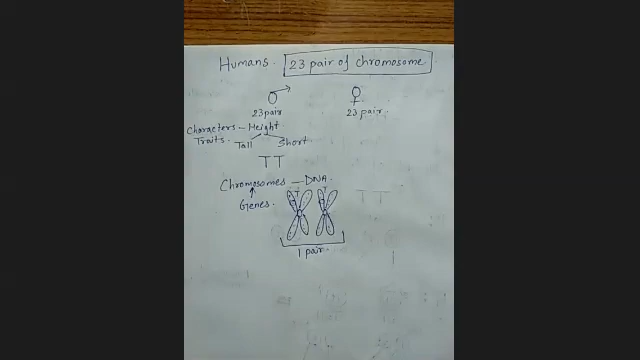 Humans. 23 pair of chromosome
23 pair 23 pair
Characters - Height
Traits. Tall Short
T T
Chromosomes - DNA.
Genes. T T
1 pair.